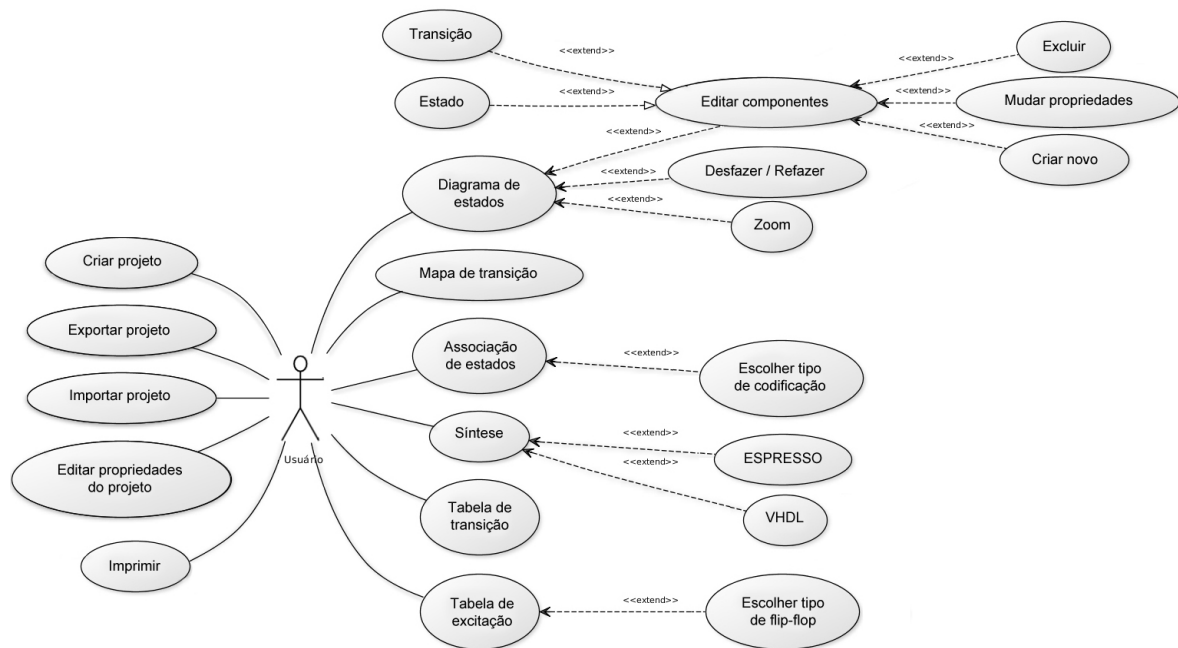 Transição
<<extend>>
<<extend>>
Excluir
Estado
<<extend>>
Editar componentes
<<extend>>
Mudar propriedades
<<extend>>
<<extend>>
Criar novo
Diagrama de
estados
<<extend>>
Desfazer / Refazer
<<extend>>
Zoom
Criar projeto
Mapa de transição
Exportar projeto
Associação
de estados
<<extend>>
Escolher tipo
de codificação
Importar projeto
Usuário
Síntese
<<extend>>
ESPRESSO
<<extend>>
VHDL
Editar propriedades
do projeto
Tabela de
transição
Imprimir
Tabela de
excitação
<<extend>>
Escolher tipo
de flip-flop